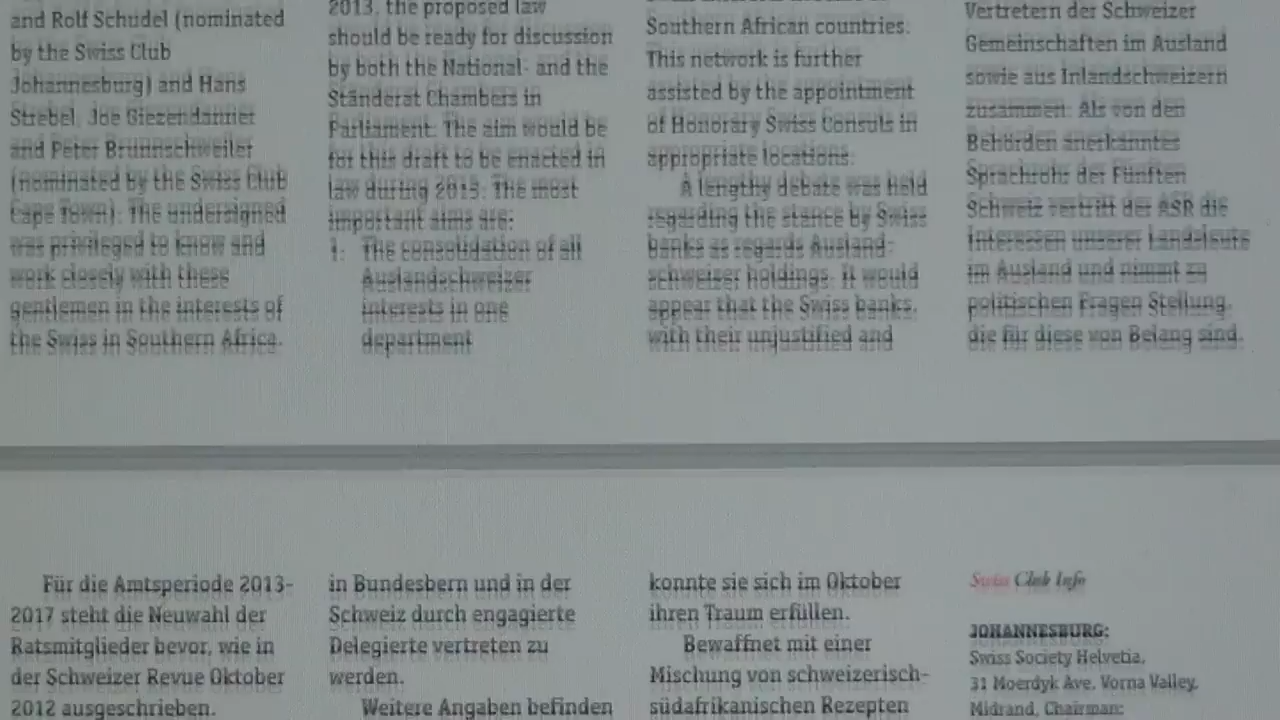 and Rolf Schudel (nominated
by the Swiss Club
Johannesburg) and Hans
Strebel, Joe Giezendanner
and Peter Brunnschweiler
(nominated by the Swiss Club
Cape Town). The undersigned
was privileged to know and
work closely with these
gentlemen in the interests of
the Swiss in Southern Africa.
2013, the proposed law
should be ready for discussion
by both the National- and the
Ständerat Chambers in
Parliament. The aim would be
for this draft to be enacted in
law during 2015. The most
important aims are:
1. The consolidation of all
Auslandschweizer
interests in one
department
Southern African countries.
This network is further
assisted by the appointment
of Honorary Swiss Consuls in
appropriate locations.
A lengthy debate was held
regarding the stance by Swiss
banks as regards Ausland-
schweizer holdings. It would
appear that the Swiss banks,
with their unjustified and
Vertretern der Schweizer
Gemeinschaften im Ausland
sowie aus Inlandschweizern
zusammen. Als von den
Behörden anerkanntes
Sprachrohr der Fünften
Schweiz vertritt der ASR die
Interessen unserer Landsleute
im Ausland und nimmt zu
politischen Fragen Stellung,
die für diese von Belang sind.
Für die Amtsperiode 2013-
2017 steht die Neuwahl der
Ratsmitglieder bevor, wie in
der Schweizer Revue Oktober
2012 ausgeschrieben.
in Bundesbern und in der
Schweiz durch engagierte
Delegierte vertreten zu
werden.
Weitere Angaben befinden
konnte sie sich im Oktober
ihren Traum erfüllen.
Bewaffnet mit einer
Mischung von schweizerisch-
südafrikanischen Rezepten
Swiss Club Info
JOHANNESBURG:
Swiss Society Helvetia,
31 Moerdyk Ave, Vorna Valley,
Midrand, Chairman: